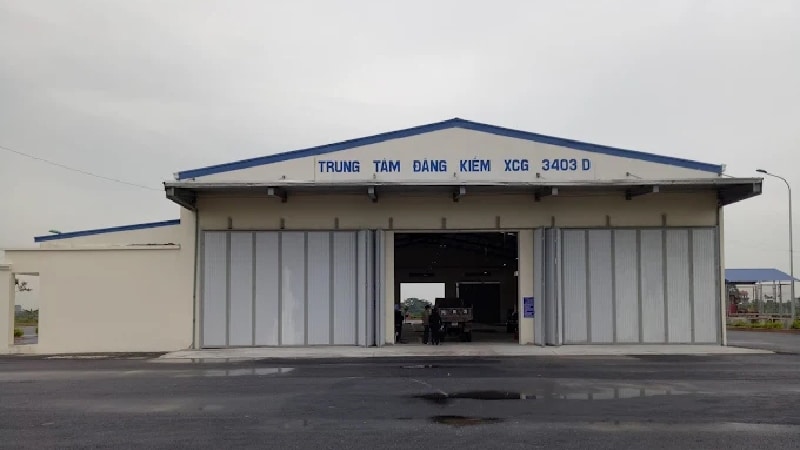 TRUNG TÂM ĐĂNG KIỂM XCG 3403 D